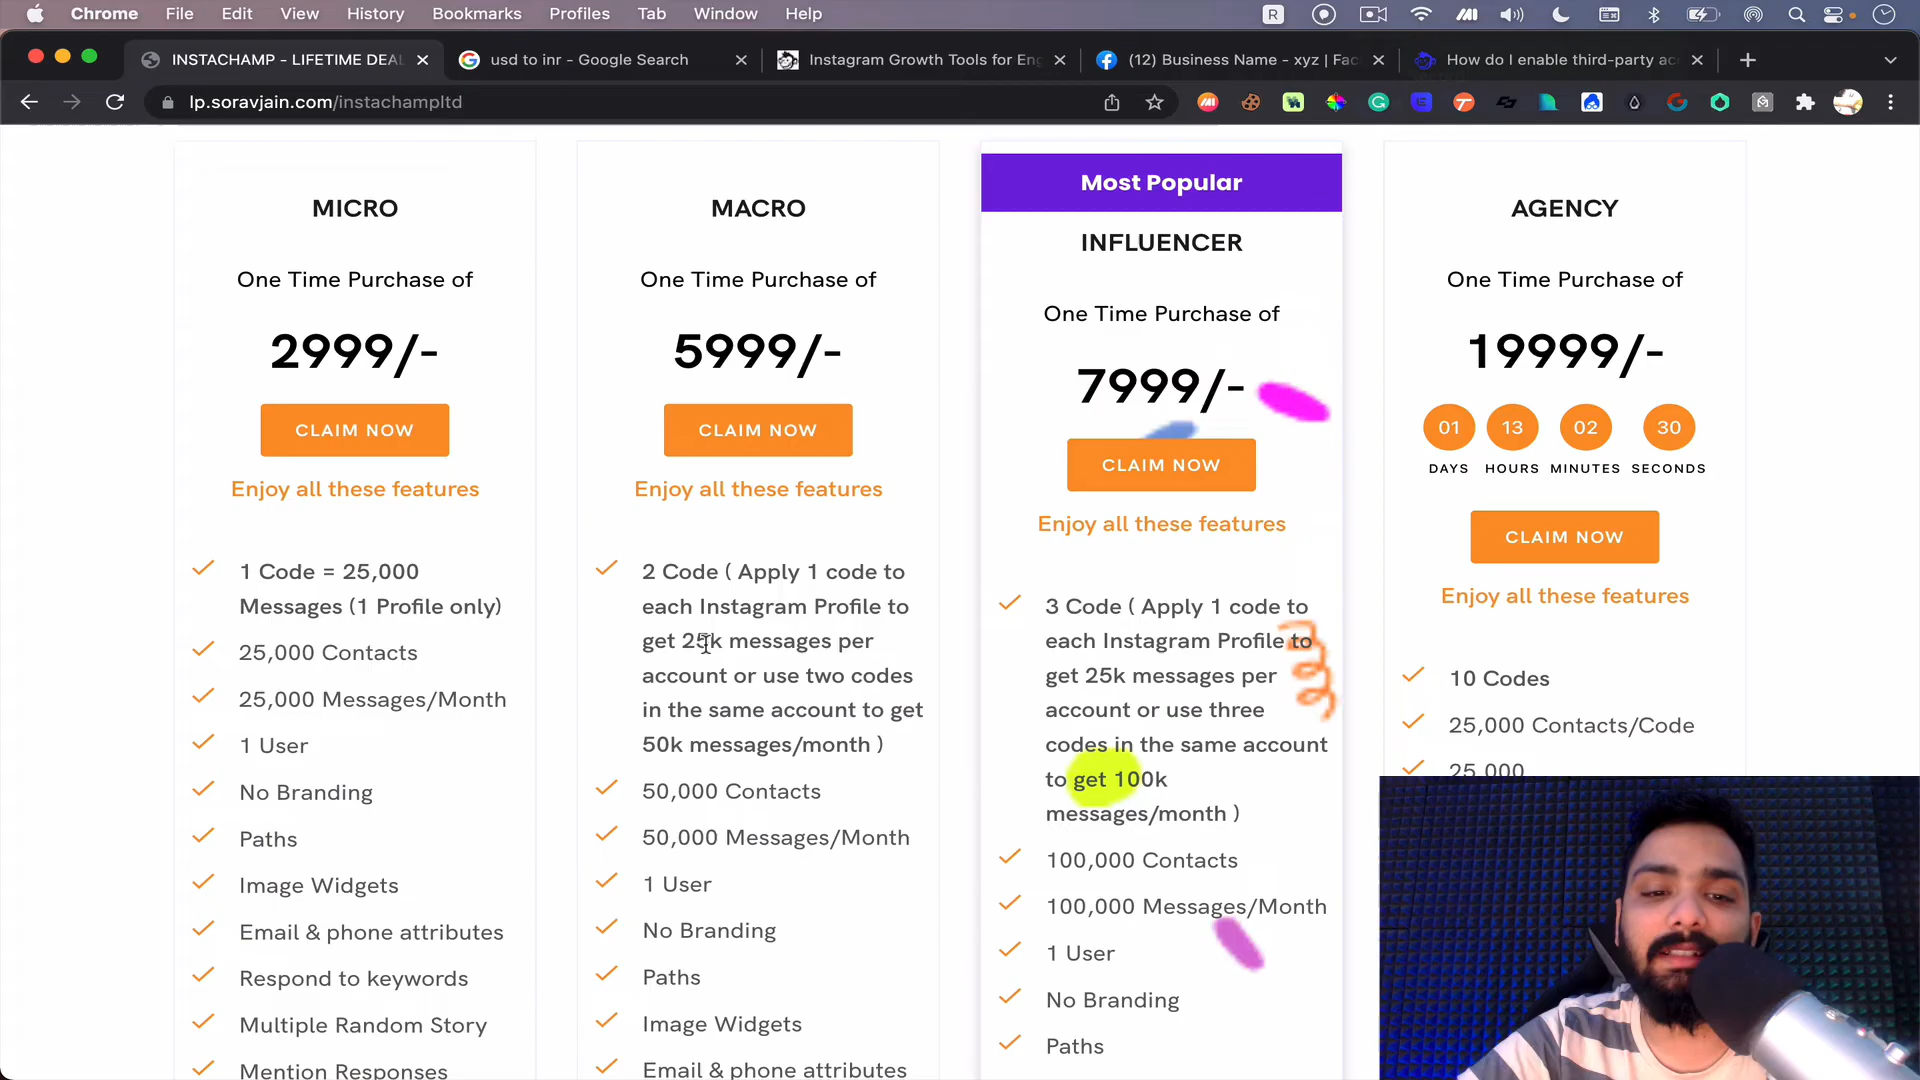 Chrome File Edit View History Bookmarks Profiles Tab Window Help
INSTACHAMP - LIFETIME DEA
usd to inr - Google Search
Instagram Growth Tools for En
(12) Business Name - xyz | Fac
How do I enable third-party ac
lp.soravjain.com/instachampltd
MICRO
One Time Purchase of
2999/-
CLAIM NOW
Enjoy all these features
1 Code = 25,000
Messages (1 Profile only)
25,000 Contacts
25,000 Messages/Month
1 User
No Branding
Paths
Image Widgets
Email & phone attributes
Respond to keywords
Multiple Random Story
Mention Responses
MACRO
One Time Purchase of
5999/-
CLAIM NOW
Enjoy all these features
2 Code ( Apply 1 code to
each Instagram Profile to
get 25k messages per
account or use two codes
in the same account to get
50k messages/month )
50,000 Contacts
50,000 Messages/Month
1 User
No Branding
Paths
Image Widgets
Email & phone attributes
Most Popular
INFLUENCER
One Time Purchase of
7999/-
CLAIM NOW
Enjoy all these features
3 Code ( Apply 1 code to
each Instagram Profile to
get 25k messages per
account or use three
codes in the same account
to get 100k
messages/month )
100,000 Contacts
100,000 Messages/Month
1 User
No Branding
Paths
AGENCY
One Time Purchase of
19999/-
01 13 02 30
DAYS HOURS MINUTES SECONDS
CLAIM NOW
Enjoy all these features
10 Codes
25,000 Contacts/Code
25,000